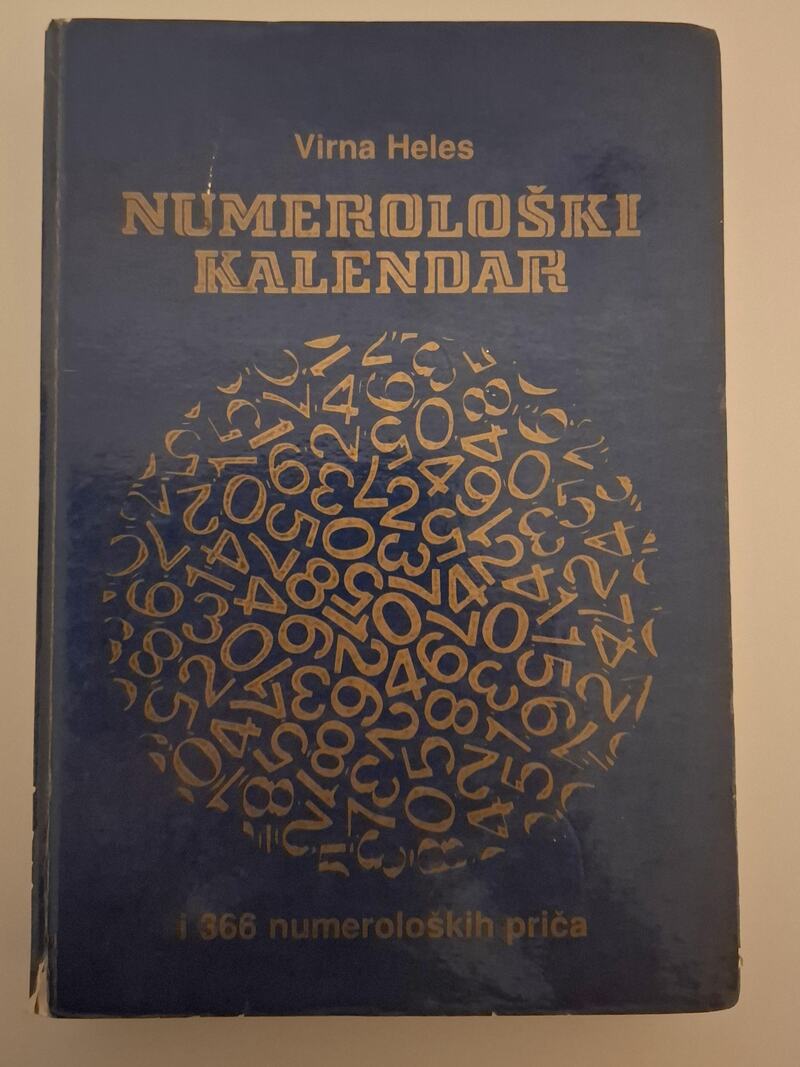 Virna Heles
NUMEROLOŠKI
KALENDAR
i 366 numeroloških priča